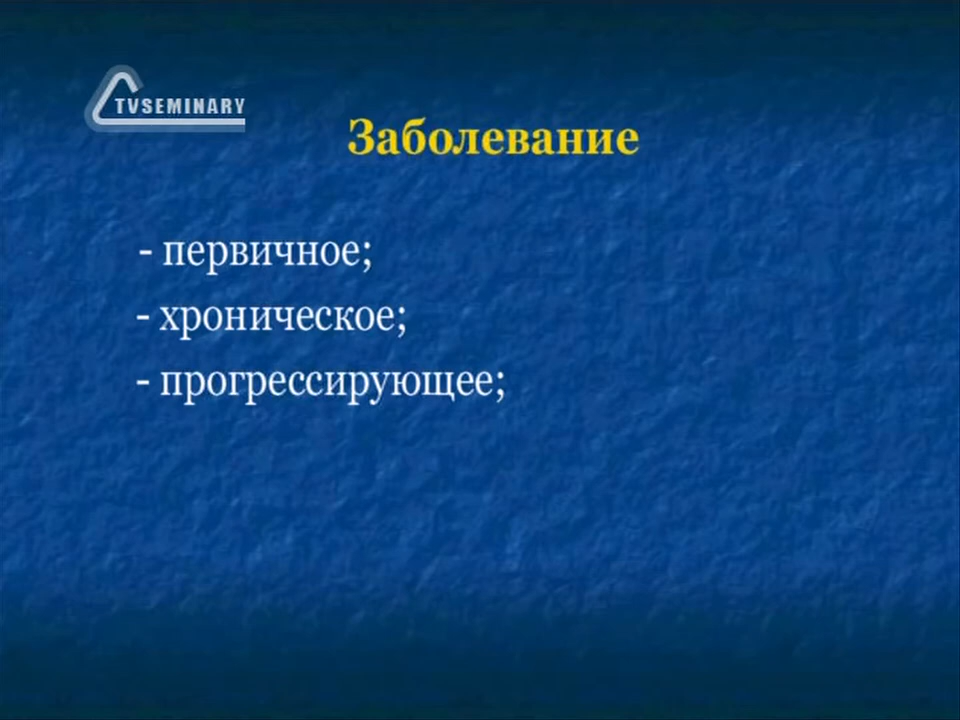 TVSEMINARY
Заболевание
- первичное;
- хроническое;
- прогрессирующее;